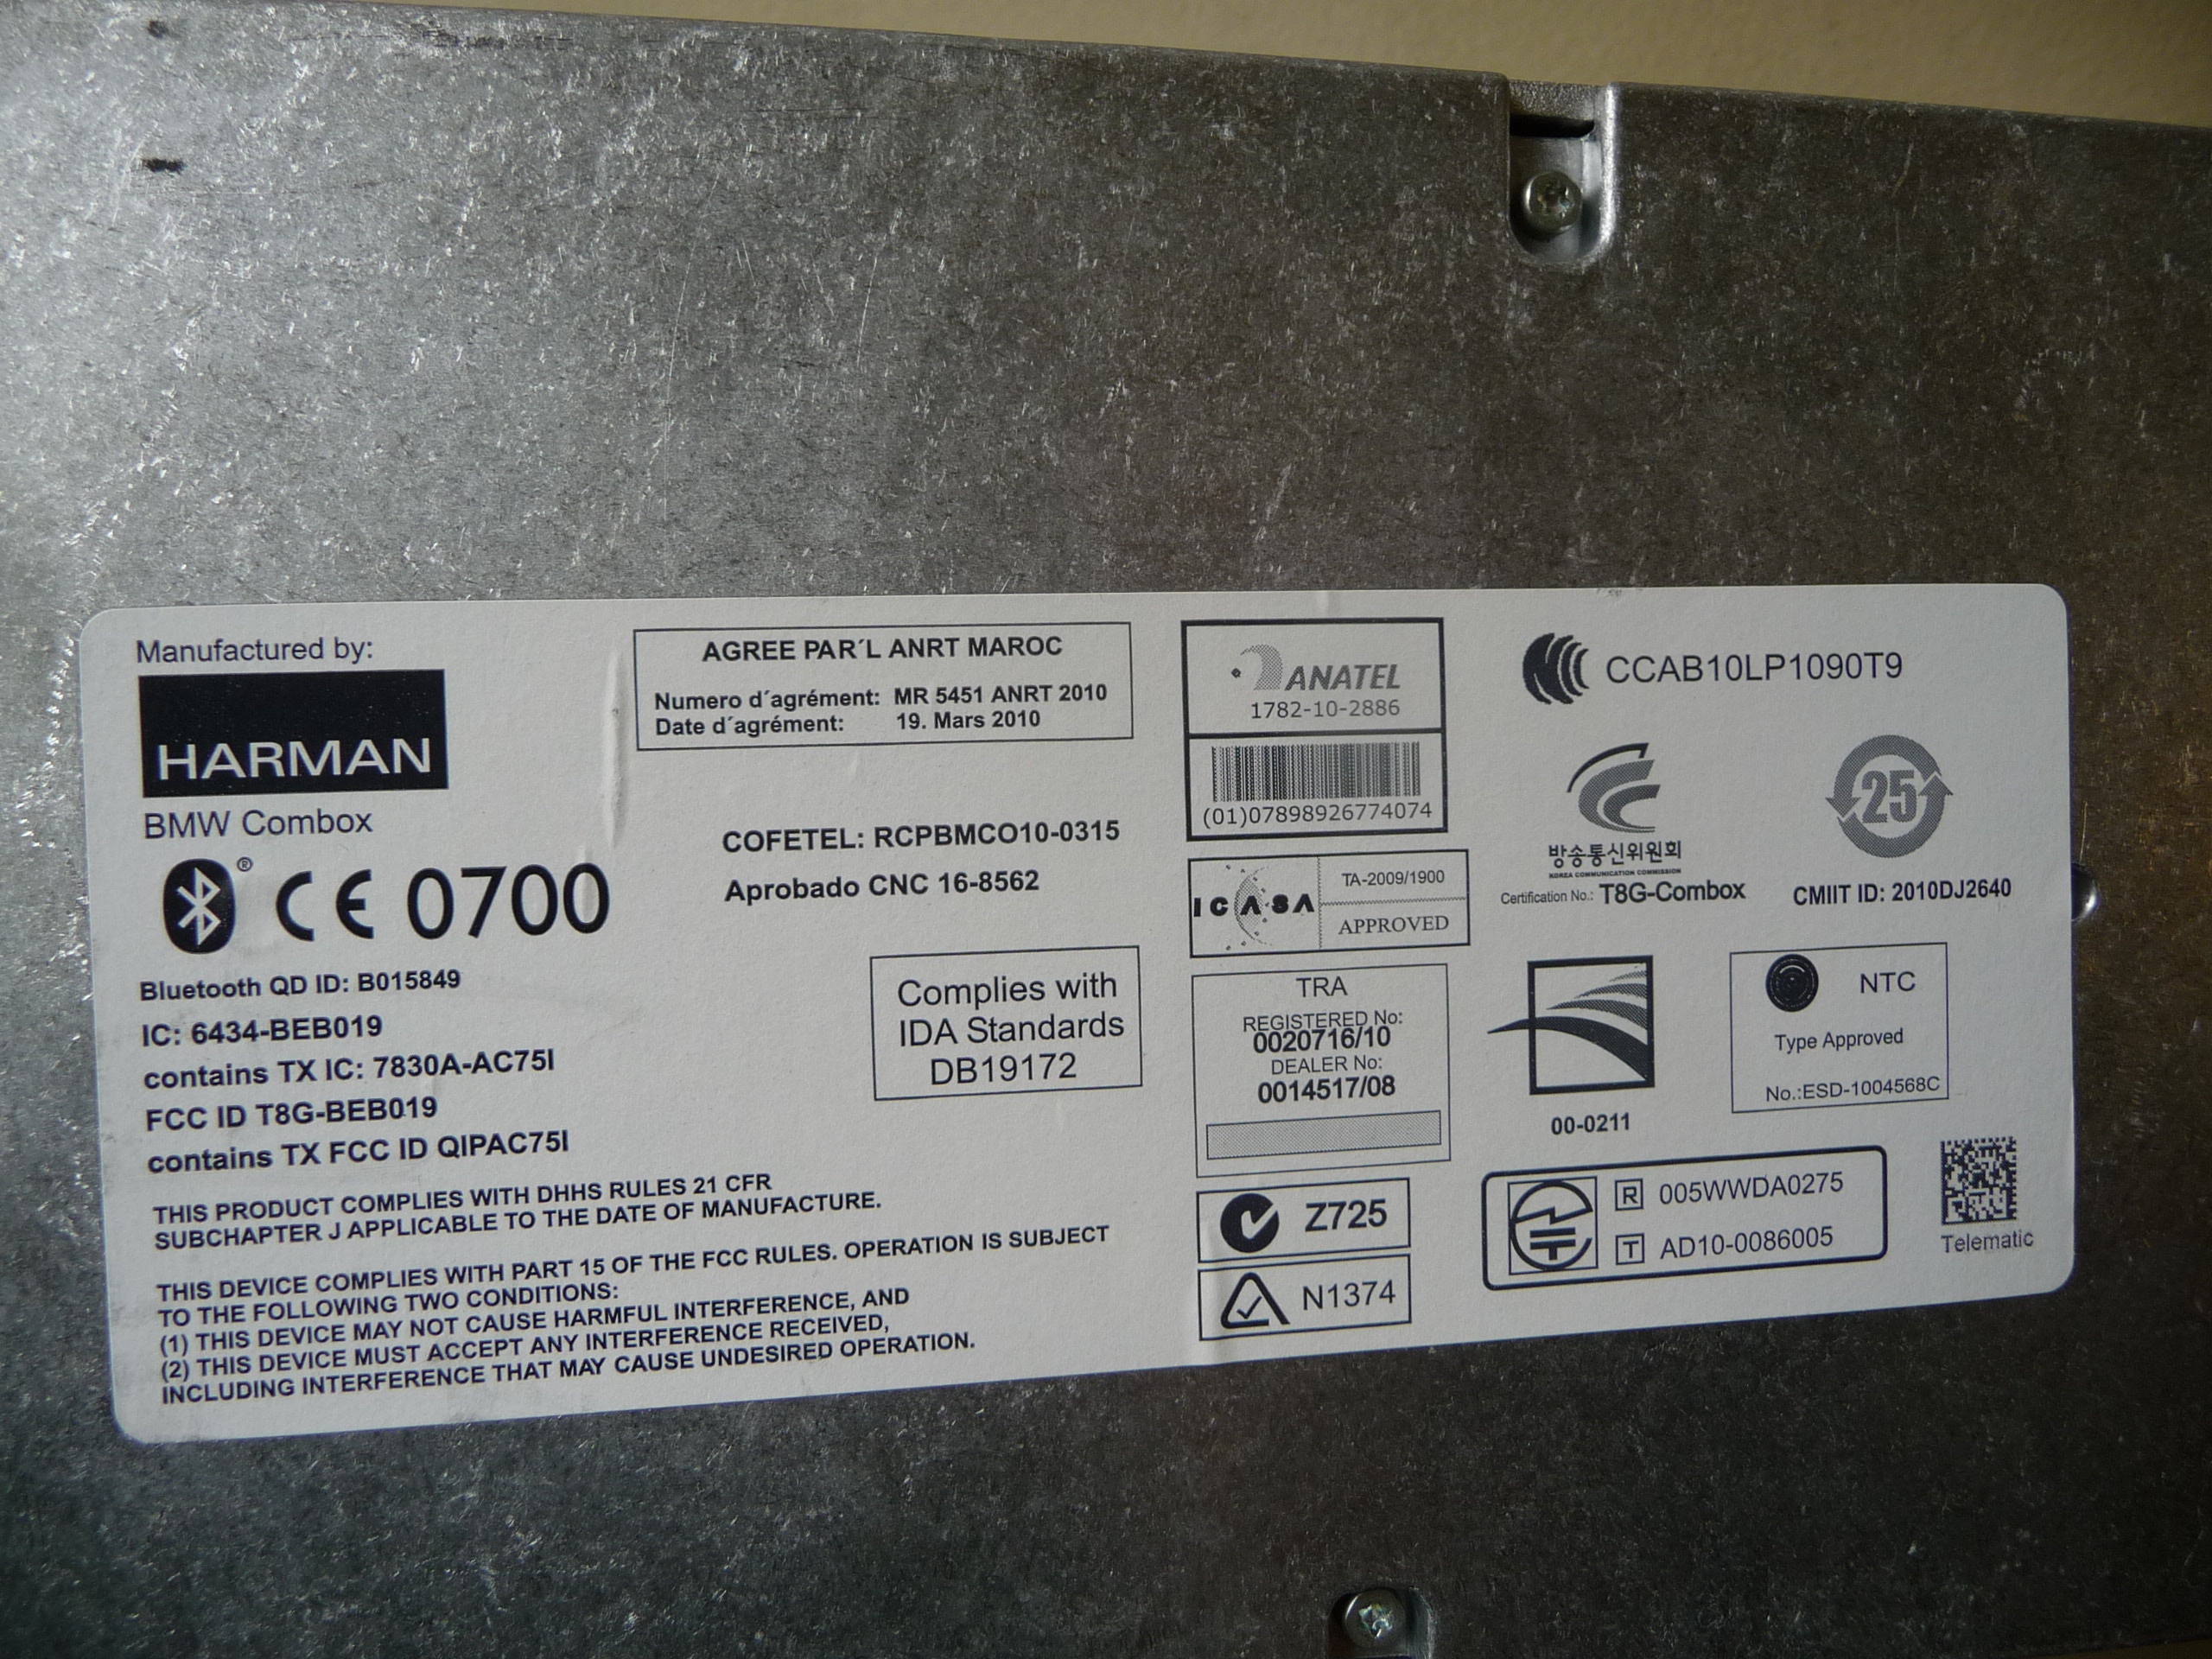 Manufactured by:
HARMAN
BMW Combox
® CE 0700
Bluetooth QD ID: B015849
IC: 6434-BEB019
contains TX IC: 7830A-AC75I
FCC ID T8G-BEB019
contains TX FCC ID QIPAC75I
THIS PRODUCT COMPLIES WITH DHHS RULES 21 CFR
SUBCHAPTER J APPLICABLE TO THE DATE OF MANUFACTURE.
THIS DEVICE COMPLIES WITH PART 15 OF THE FCC RULES. OPERATION IS SUBJECT
TO THE FOLLOWING TWO CONDITIONS:
(1) THIS DEVICE MAY NOT CAUSE HARMFUL INTERFERENCE, AND
(2) THIS DEVICE MUST ACCEPT ANY INTERFERENCE RECEIVED,
INCLUDING INTERFERENCE THAT MAY CAUSE UNDESIRED OPERATION.
AGREE PAR´L ANRT MAROC
Numero d´agrément: MR 5451 ANRT 2010
Date d´agrément: 19. Mars 2010
COFETEL: RCPBMCO10-0315
Aprobado CNC 16-8562
Complies with
IDA Standards
DB19172
ANATEL
1782-10-2886
(01)07898926774074
ICASA
TA-2009/1900
APPROVED
TRA
REGISTERED No:
0020716/10
DEALER No:
0014517/08
Z725
N1374
CCAB10LP1090T9
방송통신위원회
KOREA COMMUNICATION COMMISSION
Certification No.: T8G-Combox
25
CMIIT ID: 2010DJ2640
00-0211
NTC
Type Approved
No.:ESD-1004568C
R 005WWDA0275
T AD10-0086005
Telematic